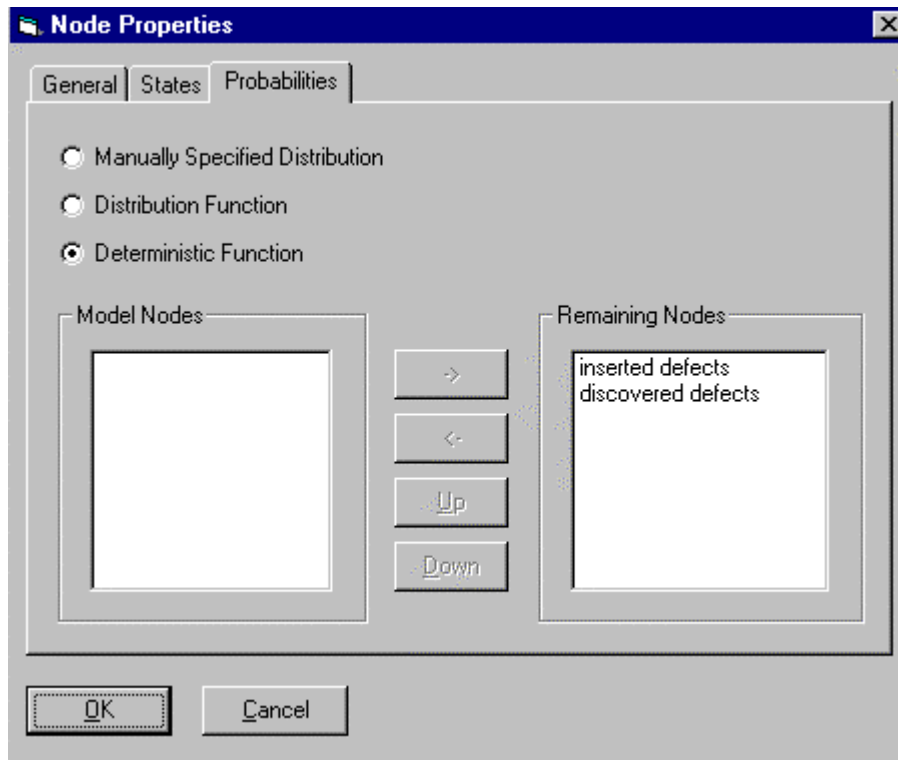 Node Properties
General States Probabilities
Manually Specified Distribution
Distribution Function
Deterministic Function
Model Nodes
->
<-
Up
Down
Remaining Nodes
inserted defects
discovered defects
OK Cancel